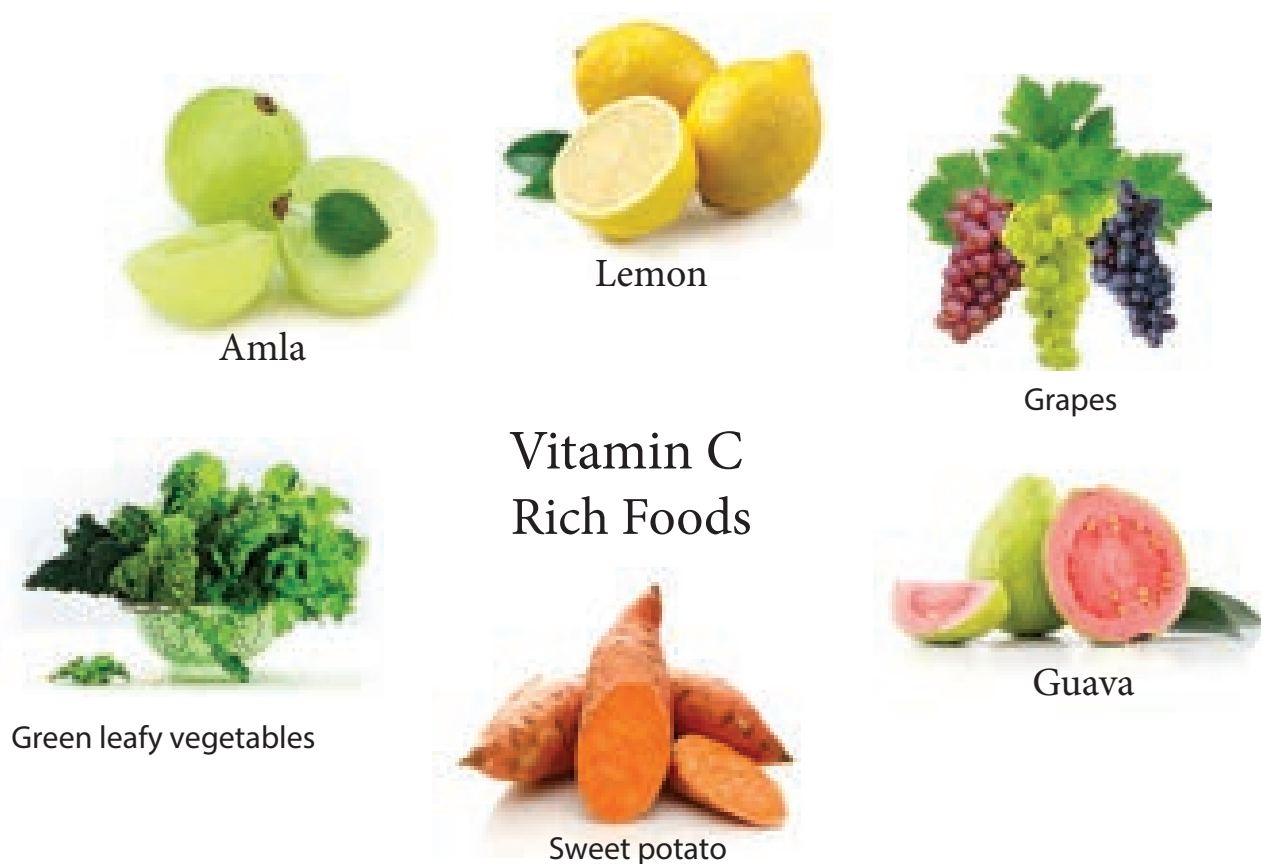 Lemon
Amla
Grapes
Vitamin C
Rich Foods
Guava
Green leafy vegetables
Sweet potato